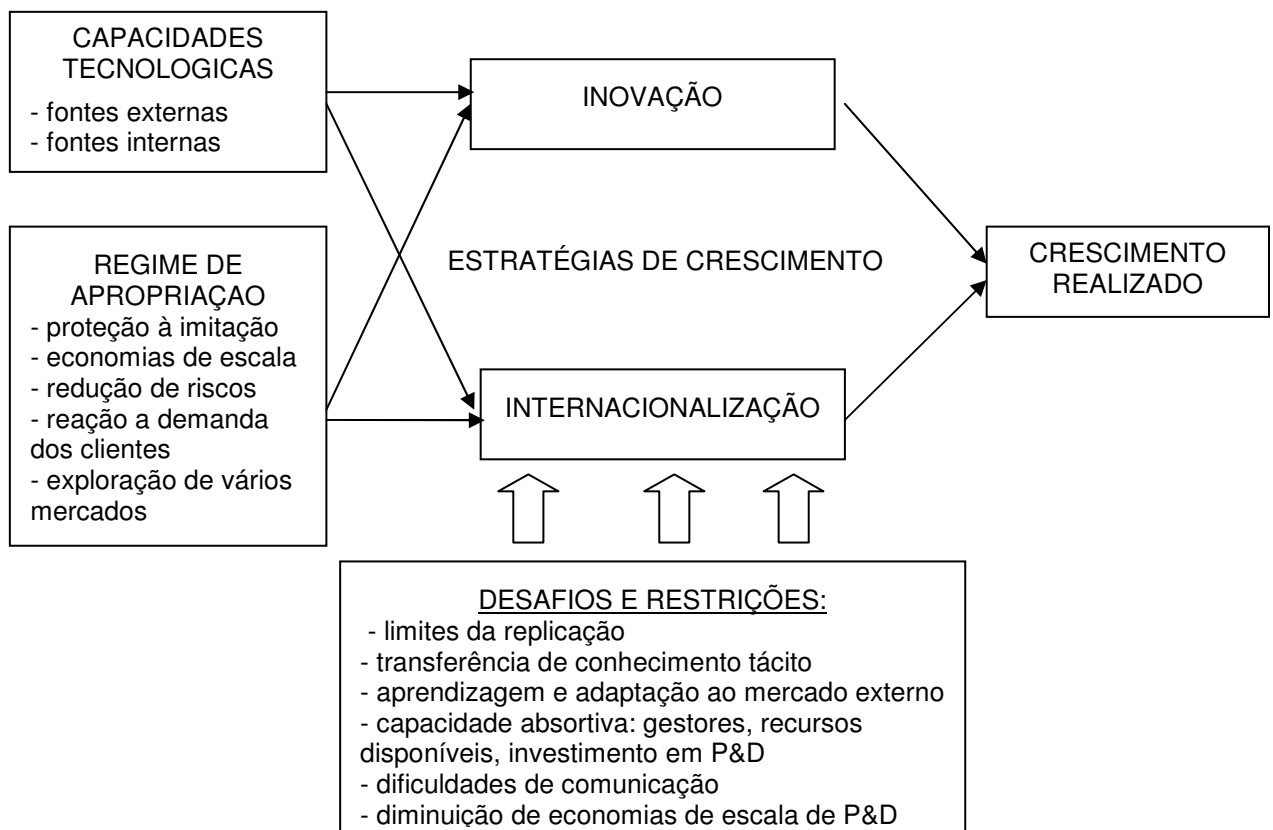 CAPACIDADES
TECNOLOGICAS
- fontes externas
- fontes internas
INOVAÇÃO
REGIME DE
APROPRIAÇAO
- proteção à imitação
- economias de escala
- redução de riscos
- reação a demanda
dos clientes
- exploração de vários
mercados
ESTRATÉGIAS DE CRESCIMENTO
CRESCIMENTO
REALIZADO
INTERNACIONALIZAÇÃO
DESAFIOS E RESTRIÇÕES:
- limites da replicação
- transferência de conhecimento tácito
- aprendizagem e adaptação ao mercado externo
- capacidade absortiva: gestores, recursos
disponíveis, investimento em P&D
- dificuldades de comunicação
- diminuição de economias de escala de P&D